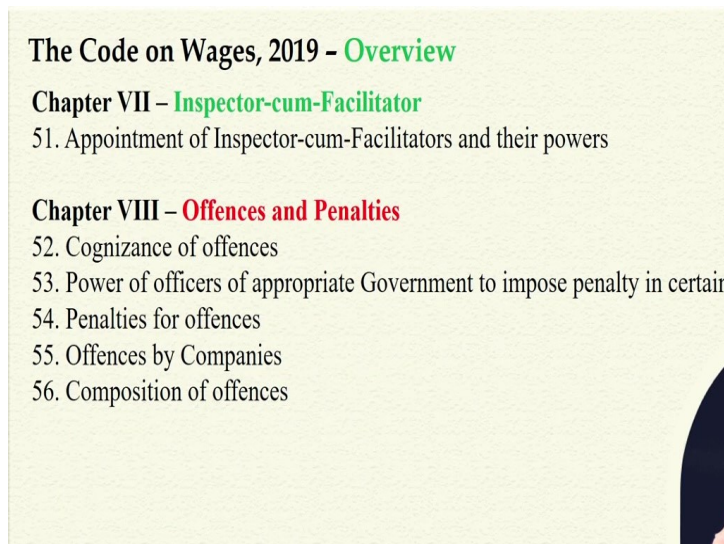 The Code on Wages, 2019 – Overview
Chapter VII – Inspector-cum-Facilitator
51. Appointment of Inspector-cum-Facilitators and their powers
Chapter VIII – Offences and Penalties
52. Cognizance of offences
53. Power of officers of appropriate Government to impose penalty in certain
54. Penalties for offences
55. Offences by Companies
56. Composition of offences